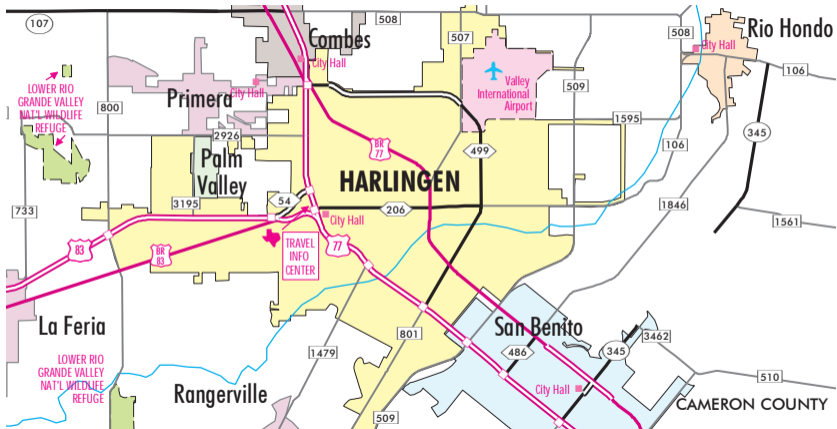 107
508
Combes
City Hall
507
508
City Hall
Rio Hondo
LOWER RIO
GRANDE VALLEY
NAT'L WILDLIFE
REFUGE
800
Primera
City Hall
Valley
International
Airport
509
106
2926
BR
77
499
1595
106
345
Palm
Valley
HARLINGEN
733
3195
54
206
City Hall
1846
1561
83
BR
83
TRAVEL
INFO
CENTER
77
La Feria
801
San Benito
3462
LOWER RIO
GRANDE VALLEY
NAT'L WILDLIFE
REFUGE
1479
486
345
510
Rangerville
City Hall
509
CAMERON COUNTY